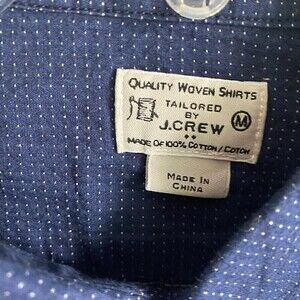 QUALITY WOVEN SHIRTS
TAILORED
BY
J.CREW
M
MADE OF 100% COTTON / COTON
MADE IN
CHINA